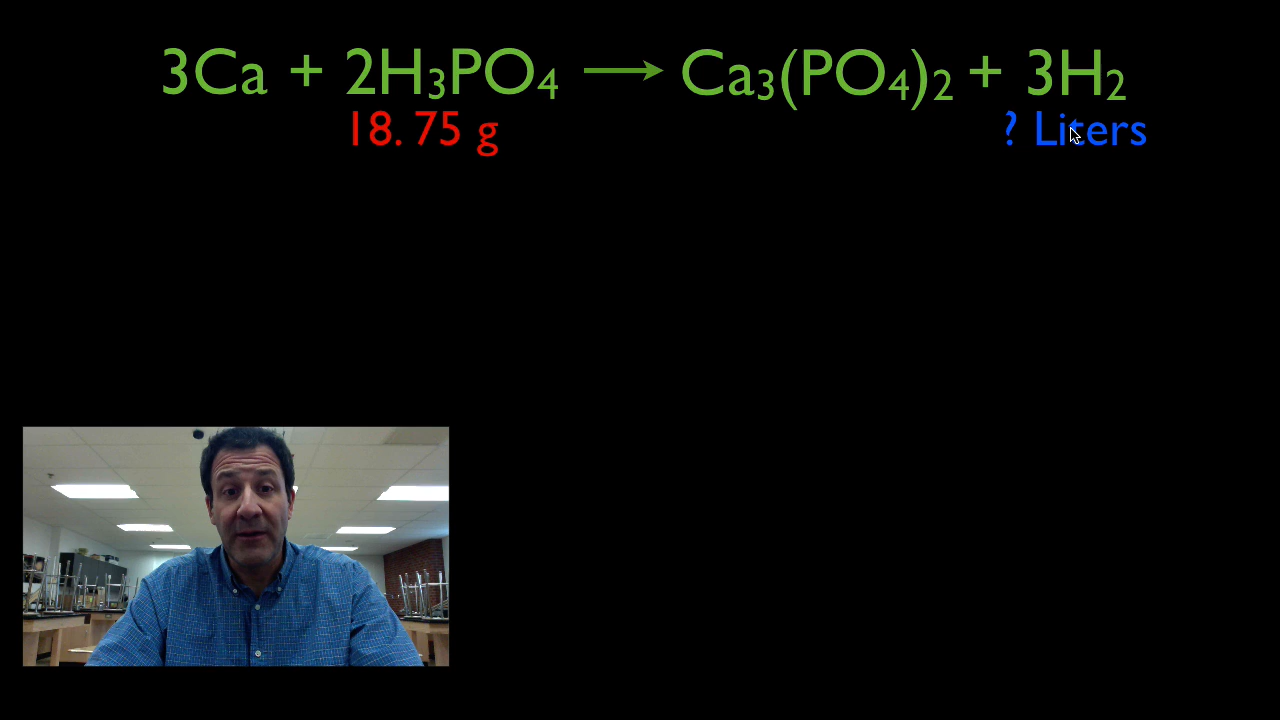 3Ca + 2H₃PO₄ ⟶ Ca₃(PO₄)₂ + 3H₂
18. 75 g ? Liters